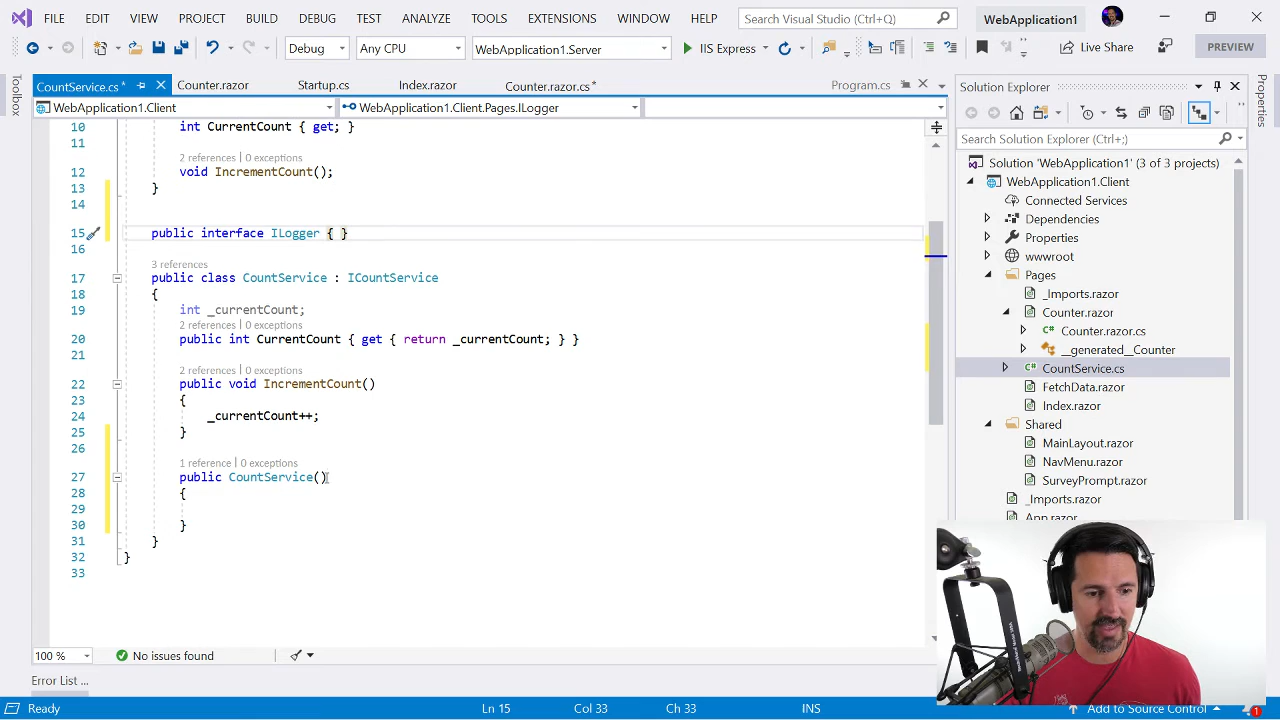 FILE EDIT VIEW PROJECT BUILD DEBUG TEST ANALYZE TOOLS EXTENSIONS WINDOW HELP Search Visual Studio (Ctrl+Q) WebApplication1
Debug Any CPU WebApplication1.Server IIS Express Live Share PREVIEW
CountService.cs * Counter.razor Startup.cs Index.razor Counter.razor.cs * Program.cs
WebApplication1.Client WebApplication1.Client.Pages.ILogger
Toolbox
10 int CurrentCount { get; }
11
2 references | 0 exceptions
12 void IncrementCount();
13 }
14
15 public interface ILogger { }
16
3 references
17 public class CountService : ICountService
18 {
19 int _currentCount;
2 references | 0 exceptions
20 public int CurrentCount { get { return _currentCount; } }
21
2 references | 0 exceptions
22 public void IncrementCount()
23 {
24 _currentCount++;
25 }
26
1 reference | 0 exceptions
27 public CountService()
28 {
29
30 }
31 }
32 }
33
100 % No issues found
Error List ...
Ready Ln 15 Col 33 Ch 33 INS Add to Source Control 1
Solution Explorer
Search Solution Explorer (Ctrl+;)
Solution 'WebApplication1' (3 of 3 projects)
WebApplication1.Client
Connected Services
Dependencies
Properties
wwwroot
Pages
_Imports.razor
Counter.razor
Counter.razor.cs
__generated__Counter
CountService.cs
FetchData.razor
Index.razor
Shared
MainLayout.razor
NavMenu.razor
SurveyPrompt.razor
_Imports.razor
App.razor
Properties